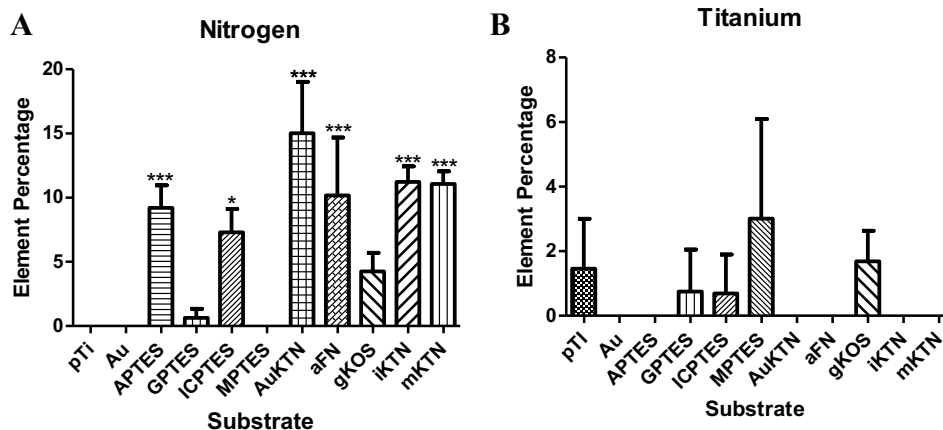 A
Nitrogen
Element Percentage
20
15
10
5
0
***
*
***
***
***
***
pTi
Au
APTES
GPTES
ICPTES
MPTES
AuKTN
aFN
gKOS
iKTN
mKTN
Substrate
B
Titanium
Element Percentage
8
6
4
2
0
pTI
Au
APTES
GPTES
ICPTES
MPTES
AuKTN
aFN
gKOS
iKTN
mKTN
Substrate